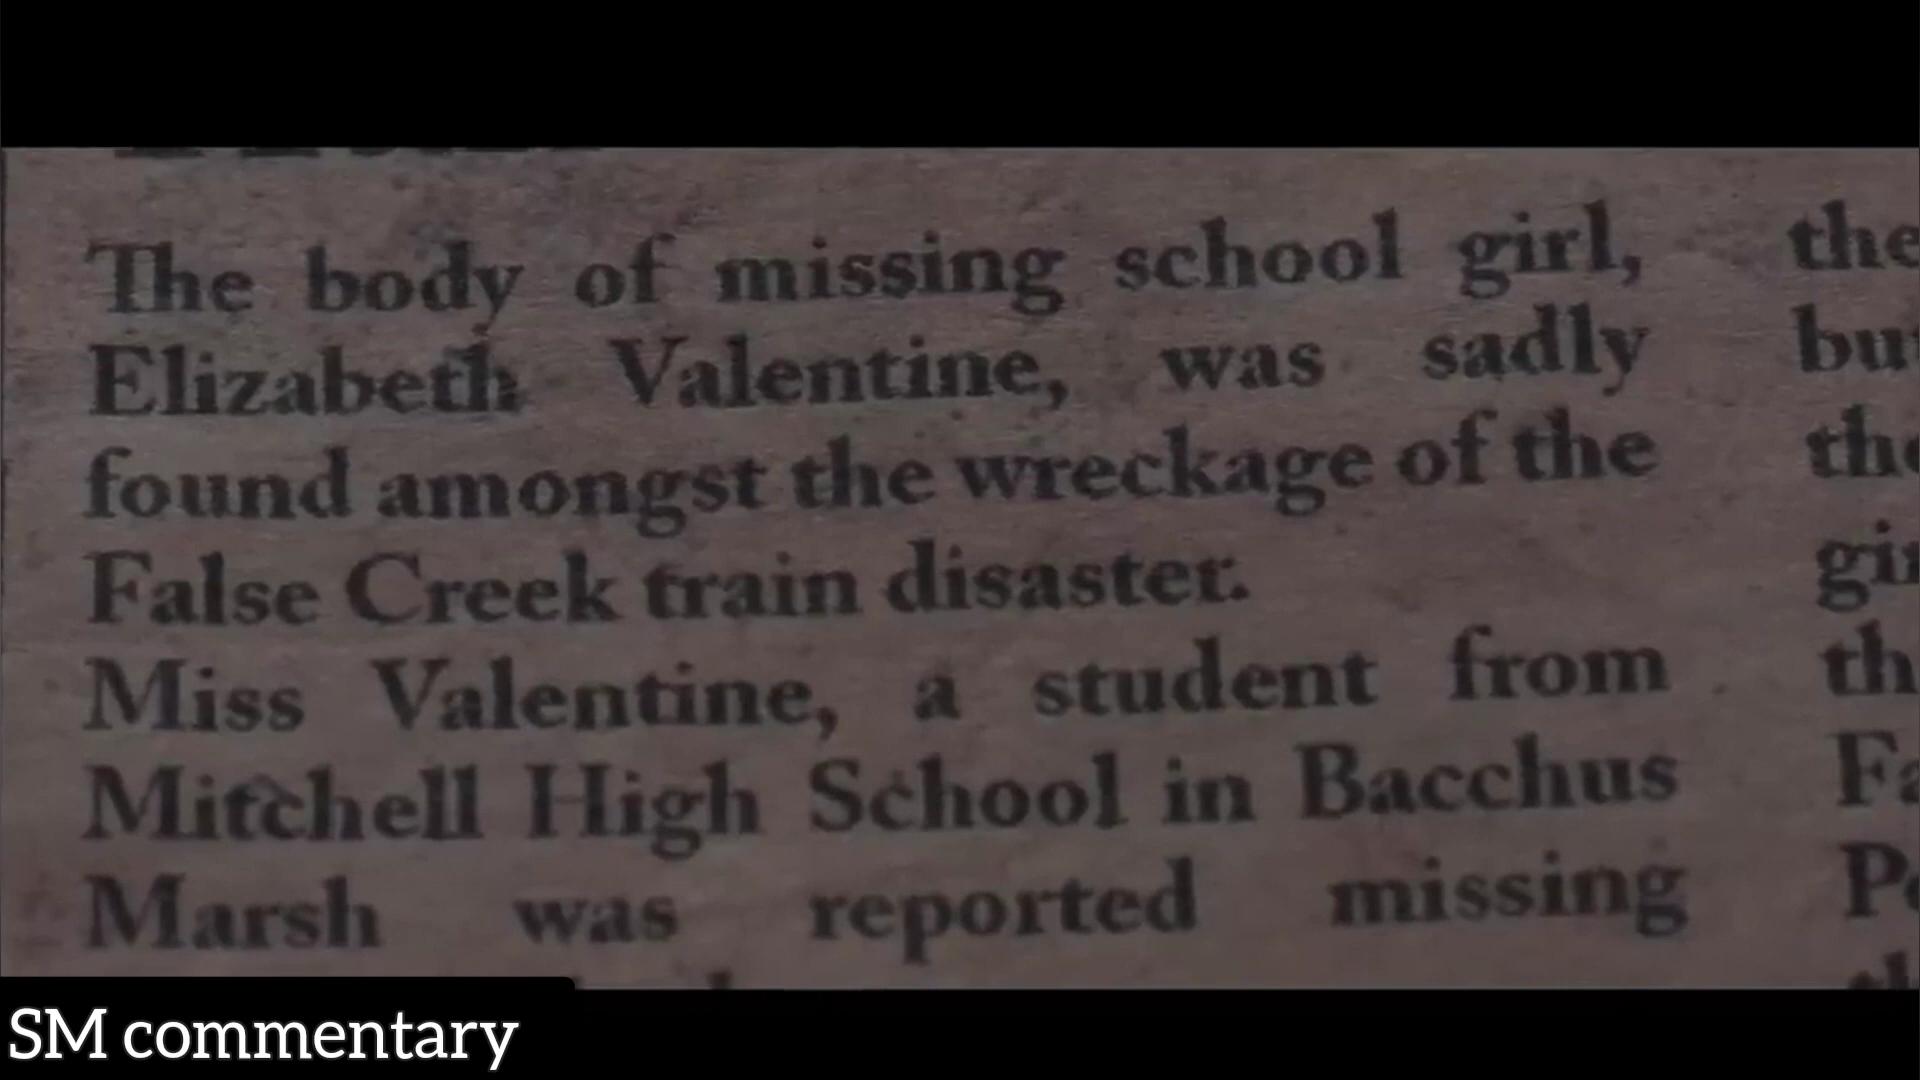 The body of missing school girl,
Elizabeth Valentine, was sadly
found amongst the wreckage of the
False Creek train disaster.
Miss Valentine, a student from
Mitchell High School in Bacchus
Marsh was reported missing
the
SM commentary